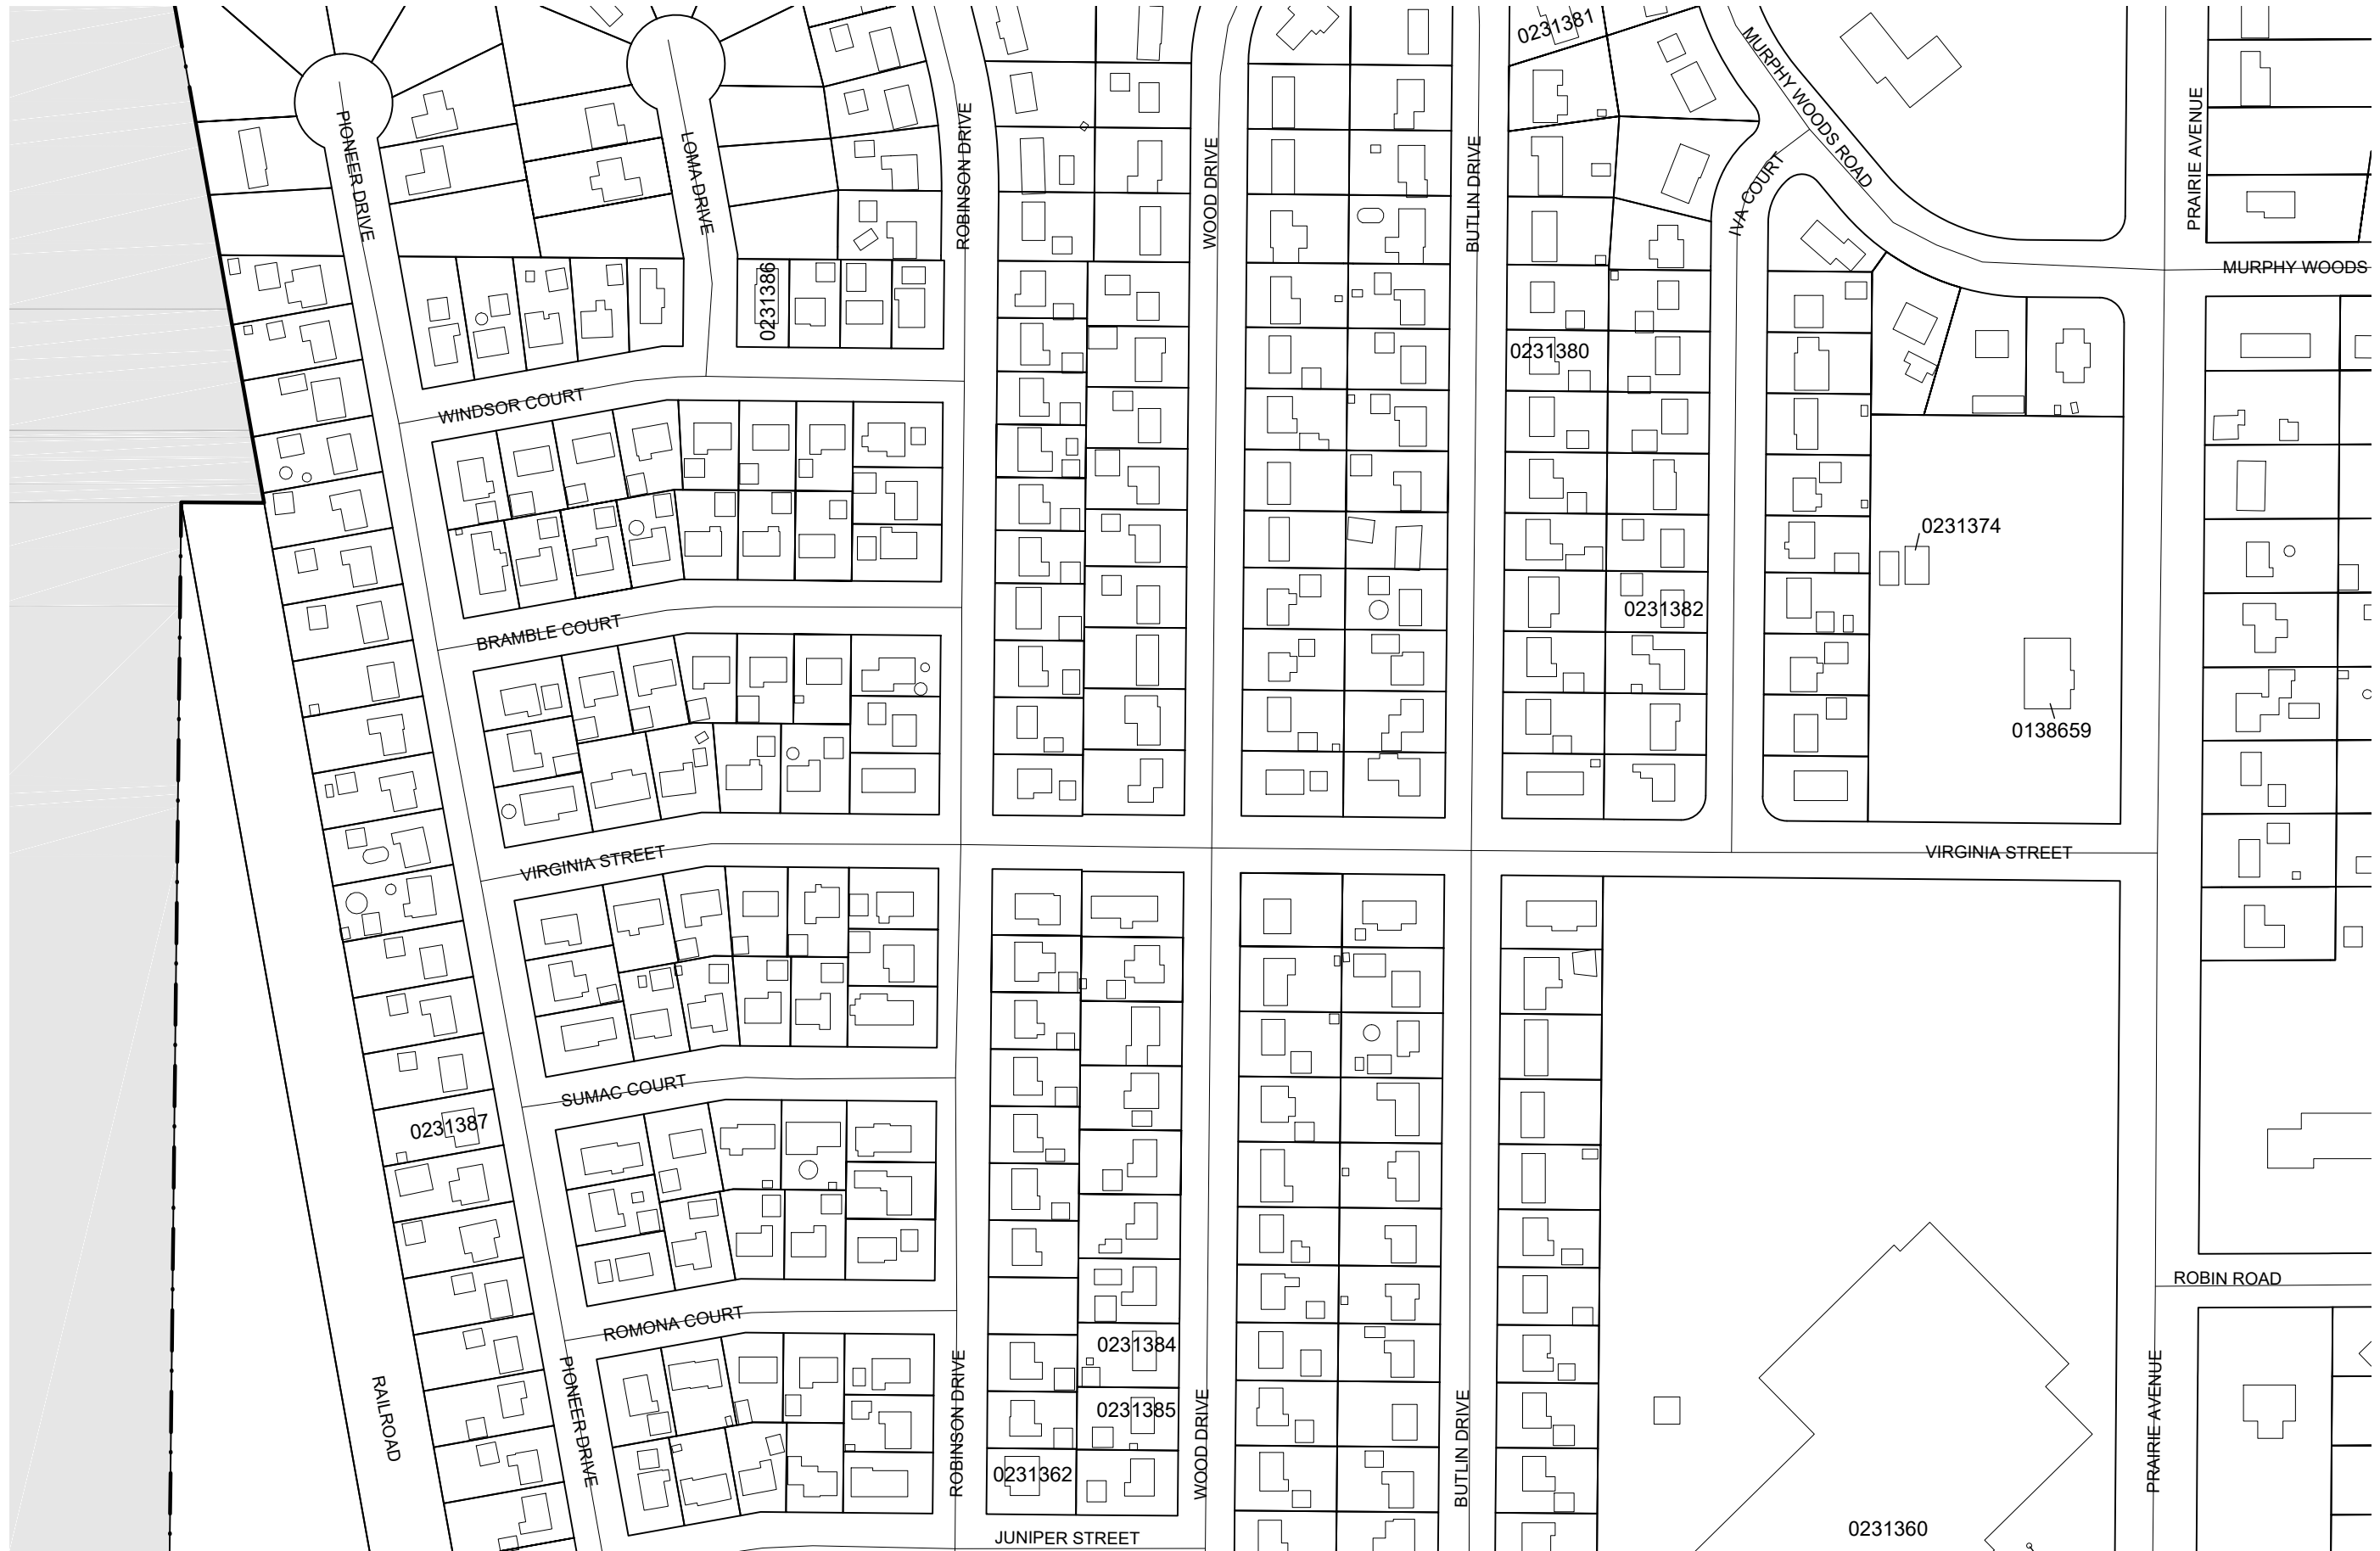 0231381
MURPHY WOODS ROAD
PIONEER DRIVE
LOMA DRIVE
ROBINSON DRIVE
WOOD DRIVE
BUTLIN DRIVE
IVA COURT
PRAIRIE AVENUE
MURPHY WOODS
0231386
0231380
WINDSOR COURT
0231374
0231382
BRAMBLE COURT
0138659
VIRGINIA STREET
VIRGINIA STREET
SUMAC COURT
0231387
ROBIN ROAD
ROMONA COURT
0231384
RAILROAD
PIONEER DRIVE
ROBINSON DRIVE
0231385
WOOD DRIVE
BUTLIN DRIVE
PRAIRIE AVENUE
0231362
0231360
JUNIPER STREET